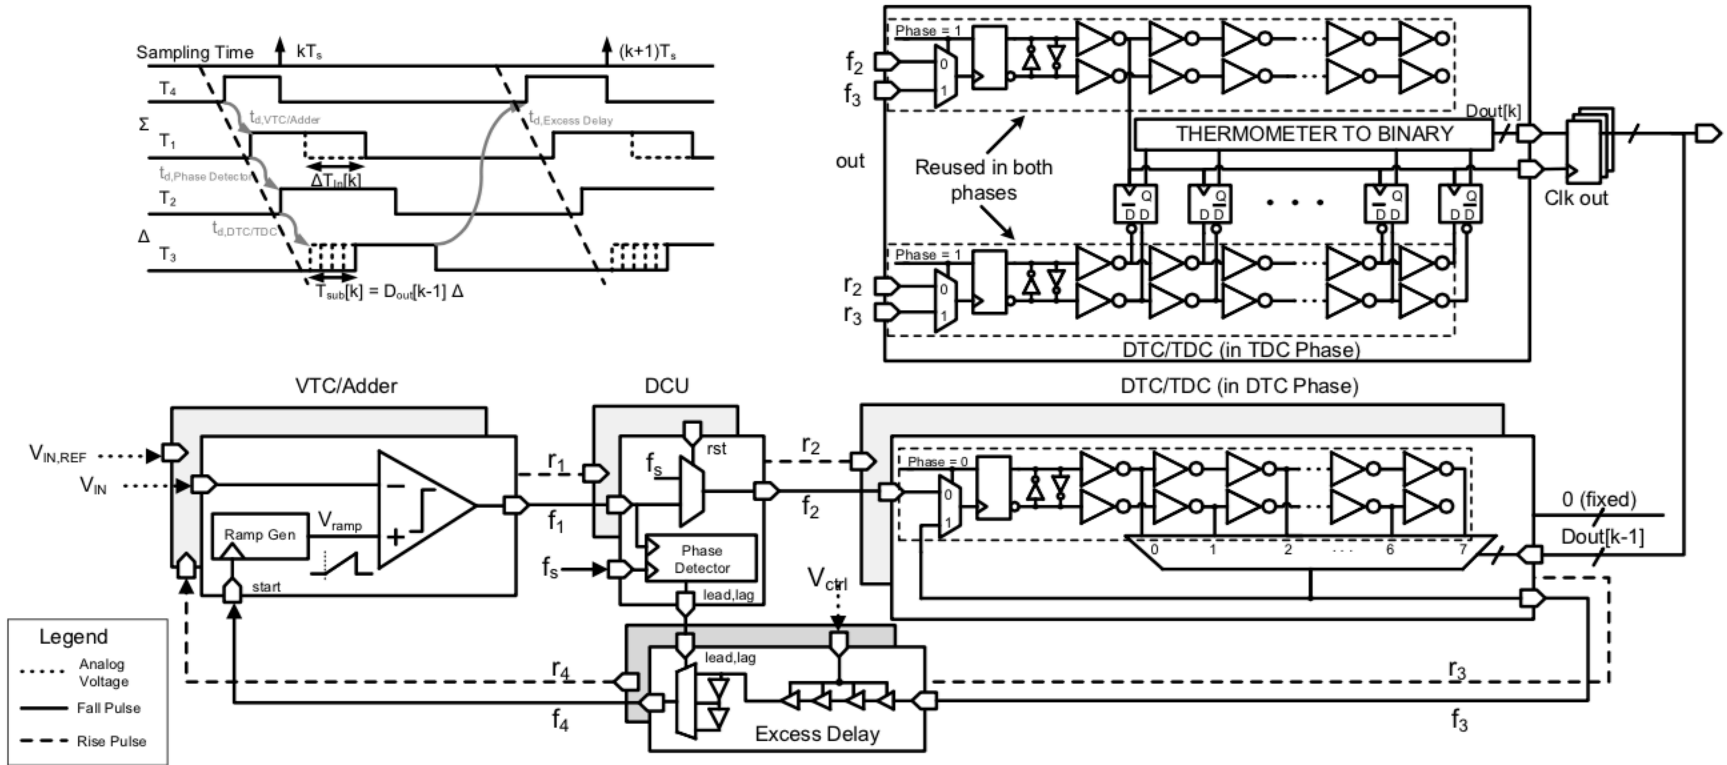 Sampling Time
kTs
(k+1)Ts
T4
td,VTC/Adder
td,Excess Delay
Σ
T1
td,Phase Detector
ΔTin[k]
T2
td,DTC/TDC
Δ
T3
Tsub[k] = Dout[k-1] Δ
Phase = 1
f2
0
f3
1
Dout[k]
THERMOMETER TO BINARY
out
Reused in both
phases
Q Q Q Q
D D D D D D D D
Clk out
Phase = 1
r2
0
r3
1
DTC/TDC (in TDC Phase)
VTC/Adder
DCU
DTC/TDC (in DTC Phase)
VIN,REF
VIN
Ramp Gen
Vramp
start
r1
f1
rst
fs
fs
Phase
Detector
lead,lag
r2
f2
Phase = 0
0
1
0 1 2 ... 6 7
0 (fixed)
Dout[k-1]
Vctrl
lead,lag
Excess Delay
r4
f4
r3
f3
Legend
Analog
Voltage
Fall Pulse
Rise Pulse